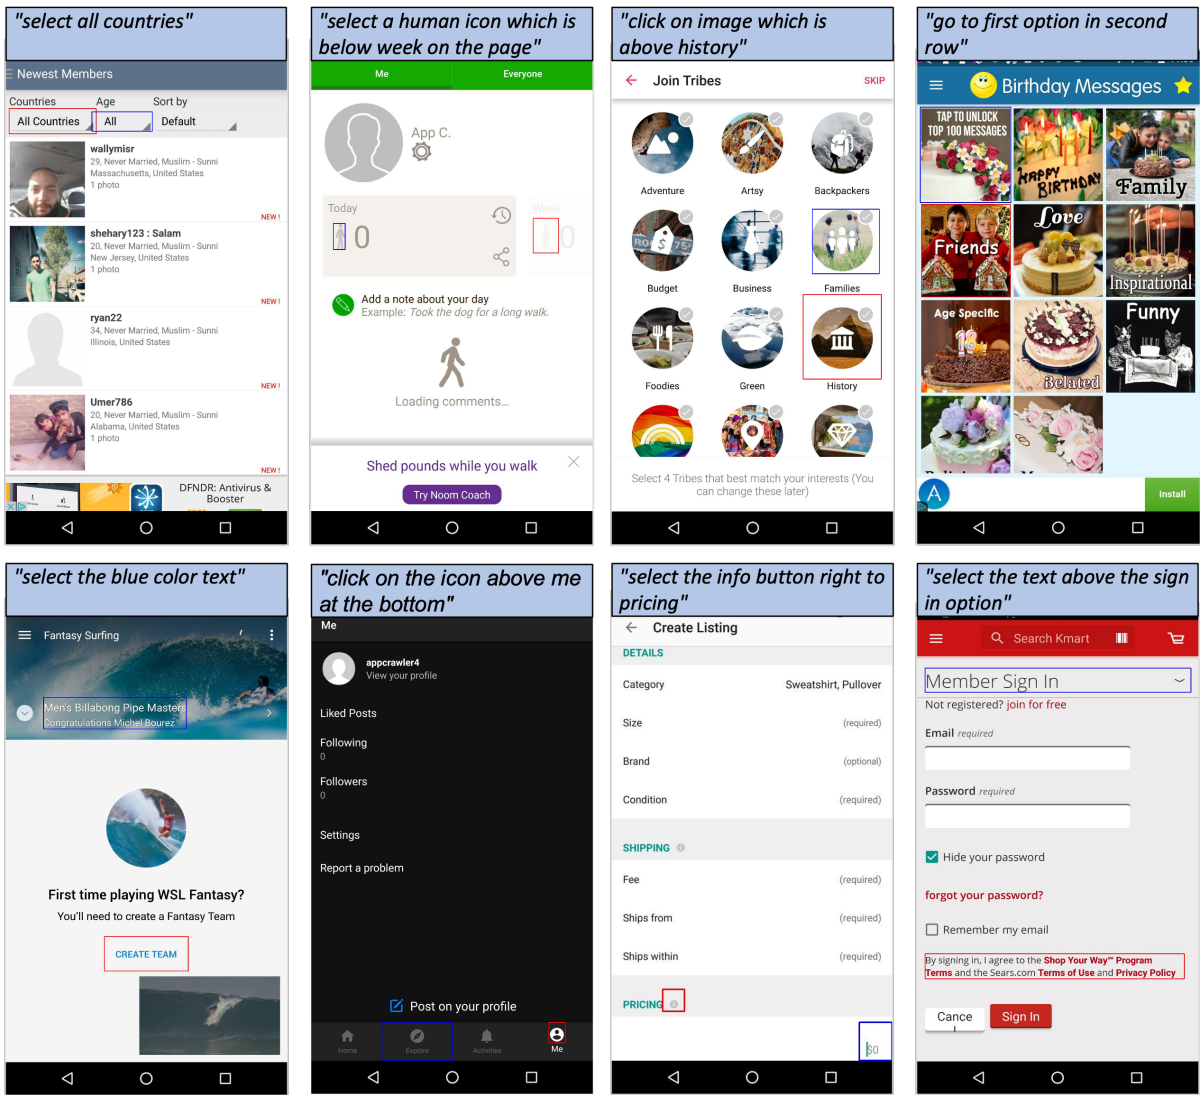 "select all countries"
Newest Members
Countries Age Sort by
All Countries All Default
wallymisr
29, Never Married, Muslim - Sunni
Massachusetts, United States
1 photo
NEW!
shehary123 : Salam
20, Never Married, Muslim - Sunni
New Jersey, United States
1 photo
NEW!
ryan22
34, Never Married, Muslim - Sunni
Illinois, United States
NEW!
Umer786
20, Never Married, Muslim - Sunni
Alabama, United States
1 photo
NEW!
DFNDR: Antivirus &
Booster
"select a human icon which is
below week on the page"
Me Everyone
App C.
Today Week
0 0
Add a note about your day
Example: Took the dog for a long walk.
Loading comments...
Shed pounds while you walk
Try Noom Coach
"click on image which is
above history"
Join Tribes SKIP
Adventure Artsy Backpackers
Budget Business Families
Foodies Green History
Select 4 Tribes that best match your interests (You
can change these later)
"go to first option in second
row"
Birthday Messages
TAP TO UNLOCK
TOP 100 MESSAGES
HAPPY
BIRTHDAY
Family
Friends
Love
Inspirational
Age Specific
Belated
Funny
Install
"select the blue color text"
Fantasy Surfing
Men's Billabong Pipe Masters
Congratulations Michel Bourez
First time playing WSL Fantasy?
You'll need to create a Fantasy Team
CREATE TEAM
"click on the icon above me
at the bottom"
Me
appcrawler4
View your profile
Liked Posts
Following
0
Followers
0
Settings
Report a problem
Post on your profile
Home Explore Activities Me
"select the info button right to
pricing"
Create Listing
DETAILS
Category Sweatshirt, Pullover
Size (required)
Brand (optional)
Condition (required)
SHIPPING
Fee (required)
Ships from (required)
Ships within (required)
PRICING
$0
"select the text above the sign
in option"
Search Kmart
Member Sign In
Not registered? join for free
Email required
Password required
Hide your password
forgot your password?
Remember my email
By signing in, I agree to the Shop Your Way℠ Program
Terms and the Sears.com Terms of Use and Privacy Policy
Cance
l
Sign In